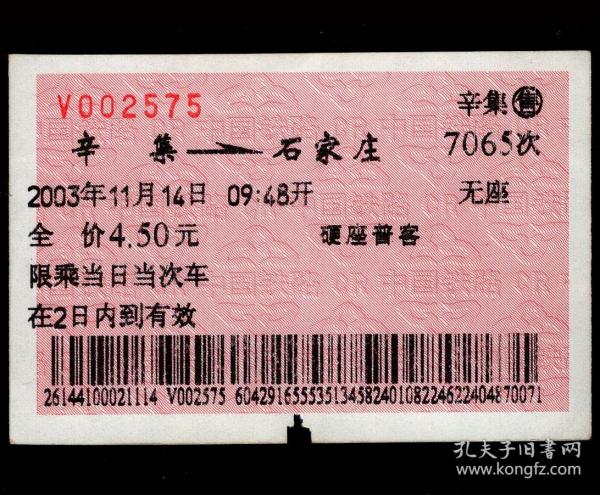 V002575 辛集售
辛 集 石家庄 7065次
2003年11月14日 09:48开 无座
全 价4.50元 硬座普客
限乘当日当次车
在2日内到有效
26144100021114 V002575 60429165553513458240108224622404870071
孔夫子旧书网
www.kongfz.com